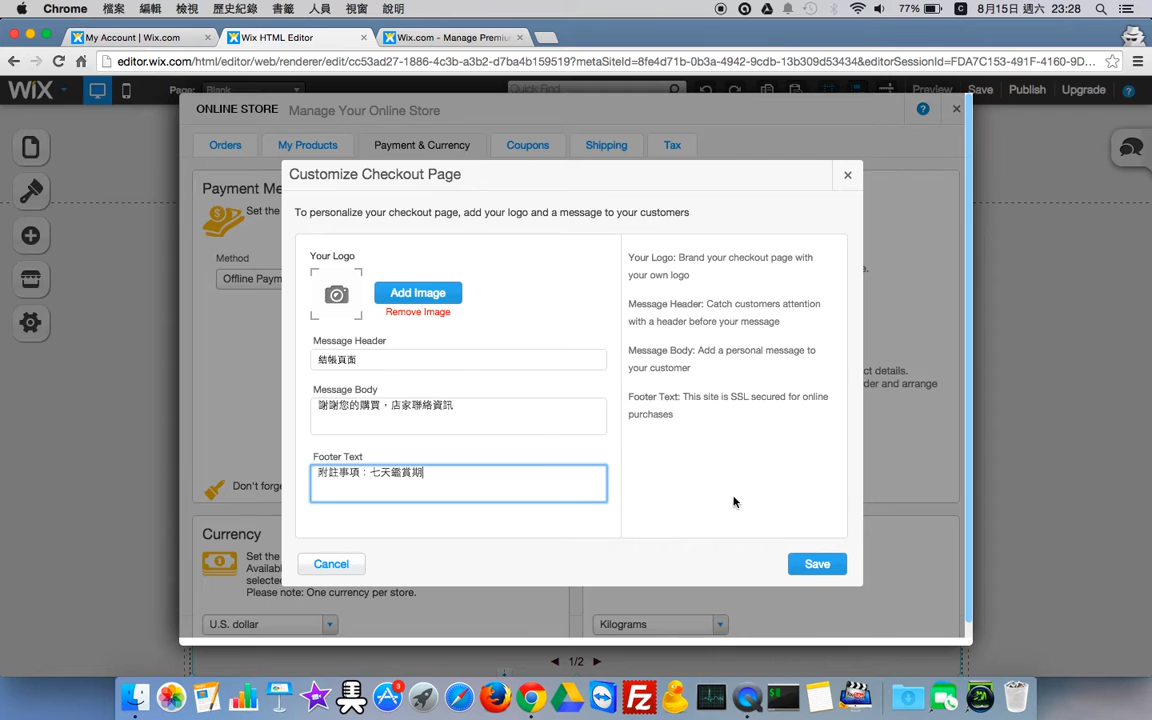 Chrome 檔案 編輯 檢視 歷史紀錄 書籤 人員 視窗 說明 77% 8月15日 週六 23:28
My Account | Wix.com
Wix HTML Editor
Wix.com - Manage Premiu
editor.wix.com/html/editor/web/renderer/edit/cc53ad27-1886-4c3b-a3b2-d7ba4b159519?metaSiteId=8fe4d71b-0b3a-4942-9cdb-13b309d53434&editorSessionId=FDA7C153-491F-4160-9D...
WiX Page: Blank Quick Find Preview Save Publish Upgrade ?
ONLINE STORE Manage Your Online Store ? ×
Orders My Products Payment & Currency Coupons Shipping Tax
Payment Me
Set the
Method
Offline Paym
Don't forge
ct details.
der and arrange
Customize Checkout Page ×
To personalize your checkout page, add your logo and a message to your customers
Your Logo
Add Image
Remove Image
Message Header
結帳頁面
Message Body
謝謝您的購買，店家聯絡資訊
Footer Text
附註事項：七天鑑賞期
Your Logo: Brand your checkout page with
your own logo
Message Header: Catch customers attention
with a header before your message
Message Body: Add a personal message to
your customer
Footer Text: This site is SSL secured for online
purchases
Cancel Save
Currency
Set the
Available
selected
Please note: One currency per store.
U.S. dollar Kilograms
1/2
3